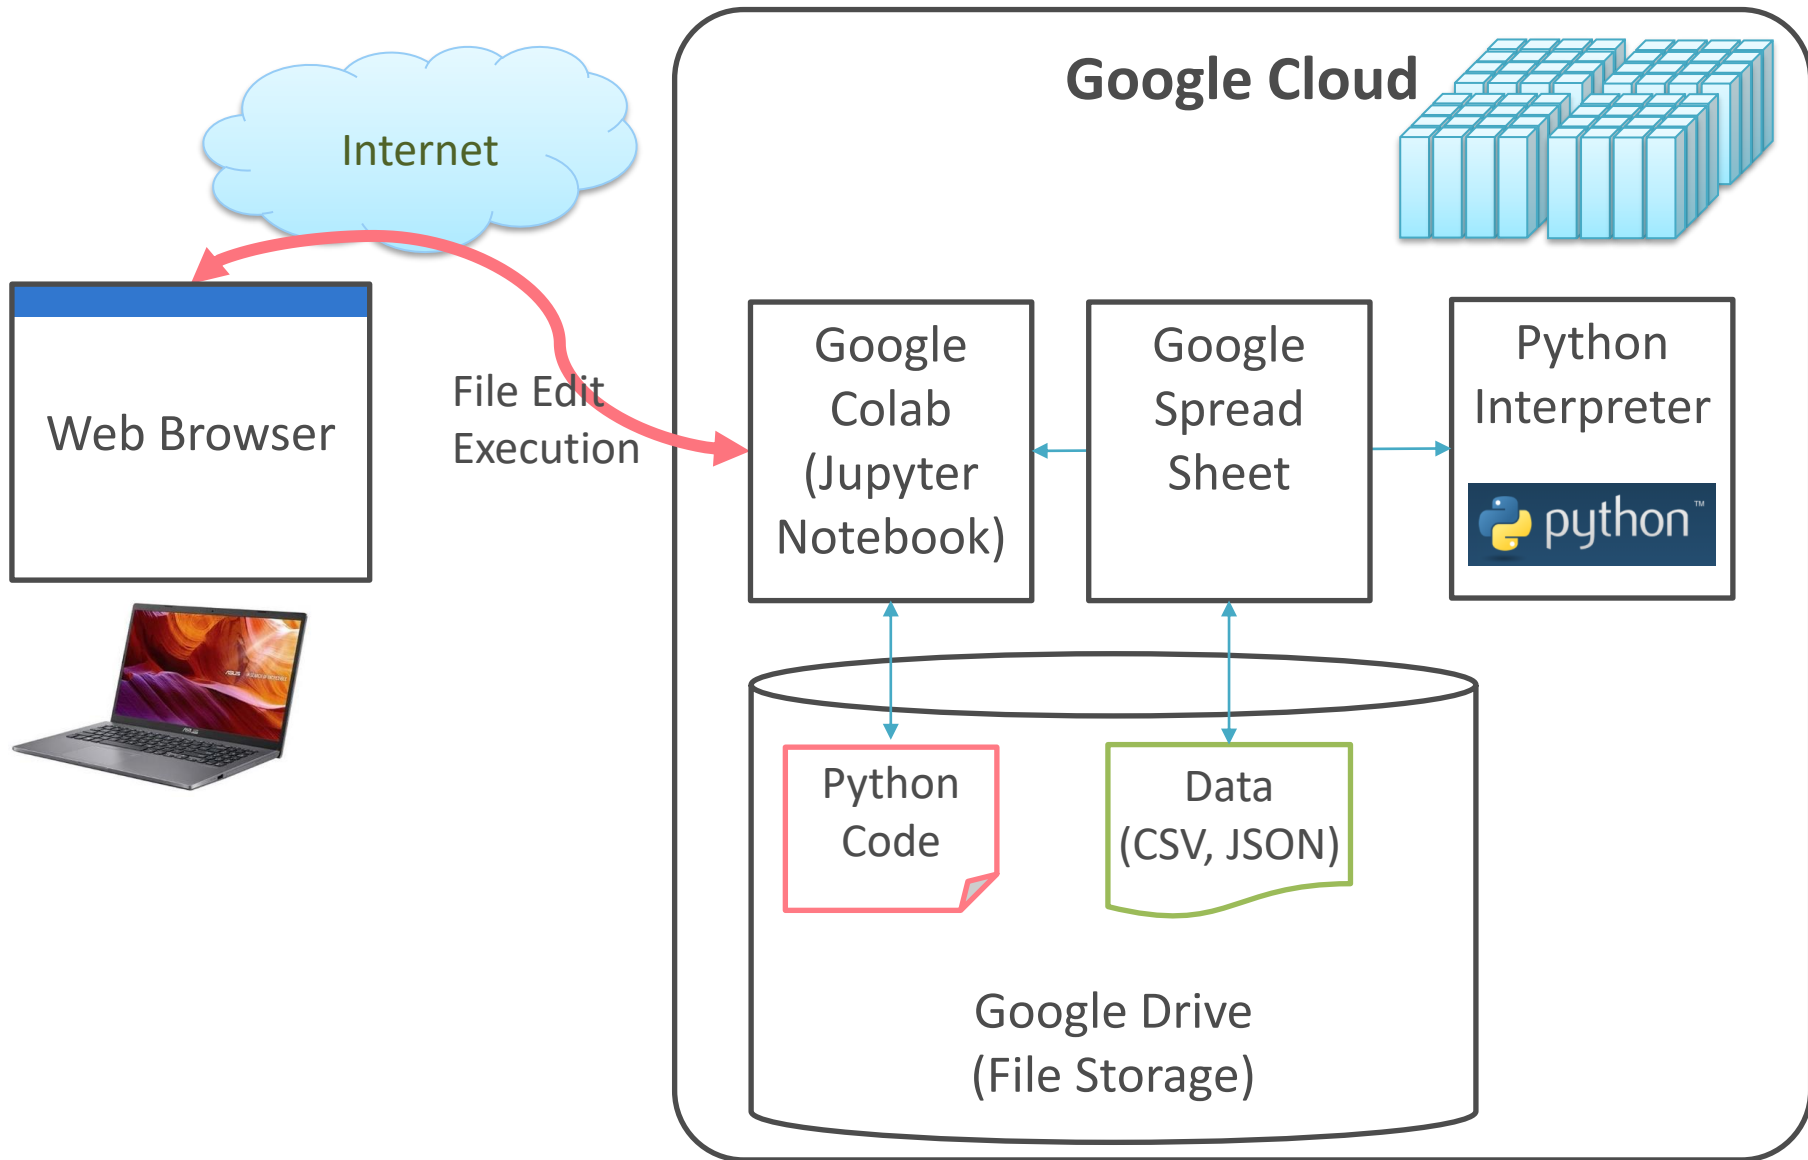 Google Cloud
Internet
Web Browser
File Edit
Execution
Google
Colab
(Jupyter
Notebook)
Google
Spread
Sheet
Python
Interpreter
python™
Python
Code
Data
(CSV, JSON)
Google Drive
(File Storage)